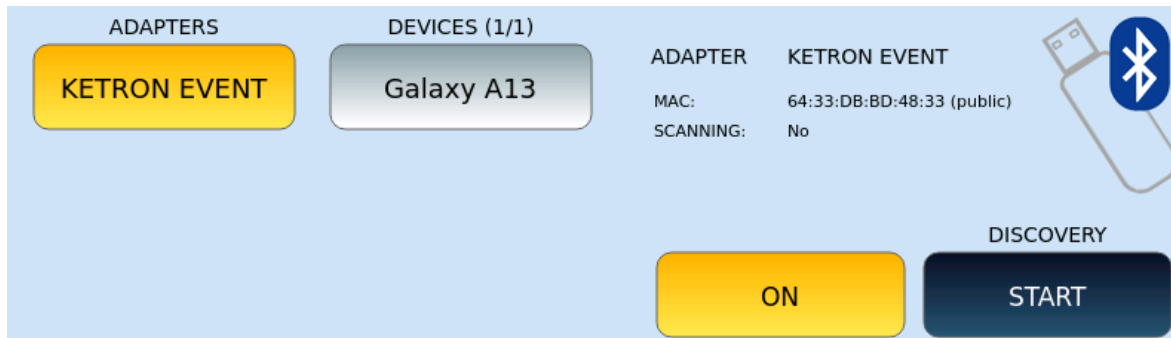 ADAPTERS
KETRON EVENT
DEVICES (1/1)
Galaxy A13
ADAPTER KETRON EVENT
MAC: 64:33:DB:BD:48:33 (public)
SCANNING: No
ON
DISCOVERY
START